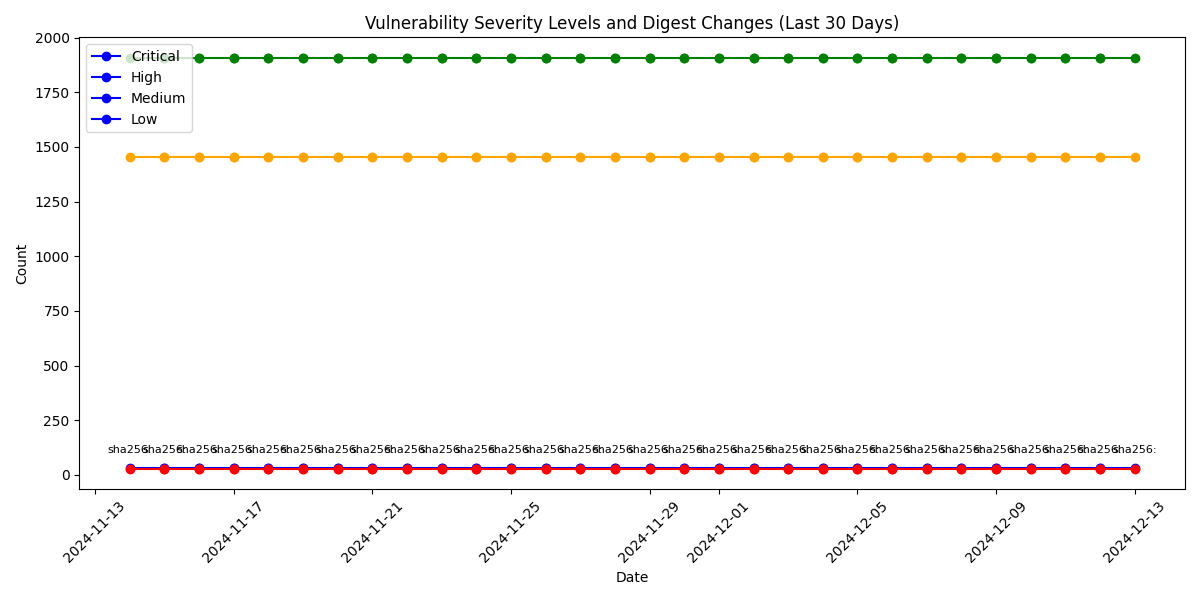 Vulnerability Severity Levels and Digest Changes (Last 30 Days)
2000
1750
1500
1250
1000
750
500
250
0
Count
Critical
High
Medium
Low
sha256: sha256: sha256: sha256: sha256: sha256: sha256: sha256: sha256: sha256: sha256: sha256: sha256: sha256: sha256: sha256: sha256: sha256: sha256: sha256: sha256: sha256: sha256: sha256: sha256: sha256: sha256: sha256: sha256: sha256:
2024-11-13
2024-11-17
2024-11-21
2024-11-25
2024-11-29
2024-12-01
2024-12-05
2024-12-09
2024-12-13
Date